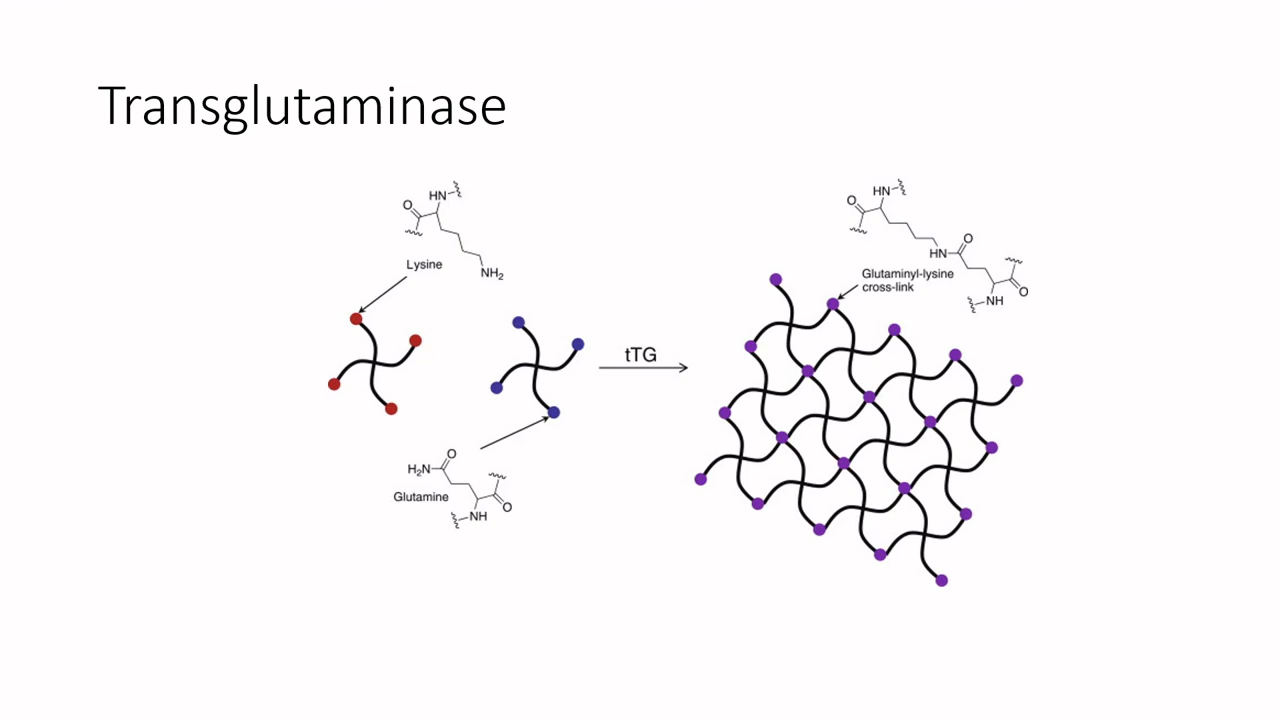 Transglutaminase
HN
O
NH₂
Lysine
HN
O
HN
O
O
NH
Glutaminyl-lysine
cross-link
tTG
O
H₂N
Glutamine
O
NH